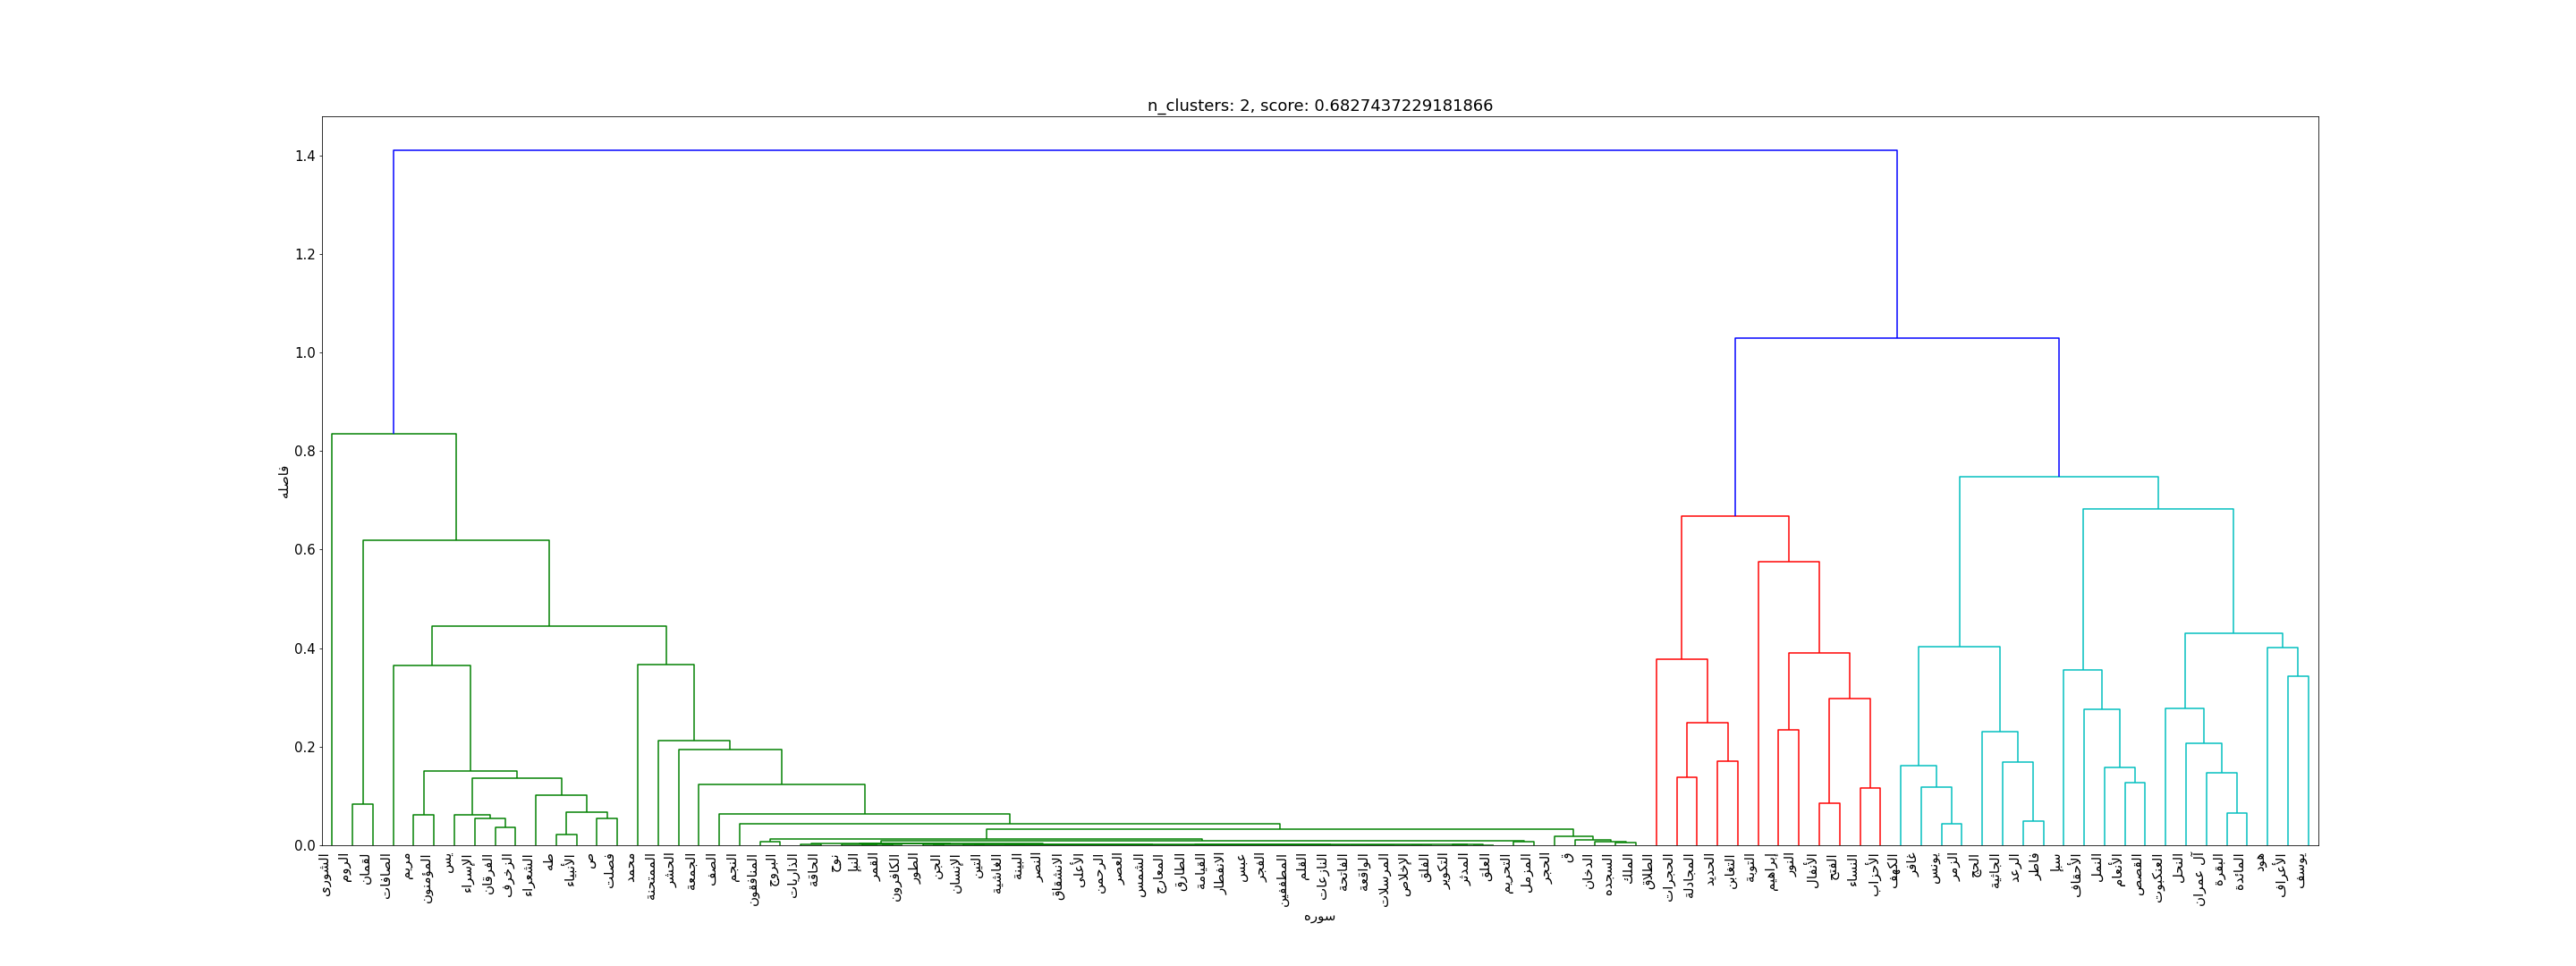 n_clusters: 2, score: 0.6827437229181866
1.4
1.2
1.0
0.8
0.6
0.4
0.2
0.0
فاصله
الشورى
الروم
لقمان
الصافات
مريم
المؤمنون
يس
الإسراء
الفرقان
الزخرف
الشعراء
طه
الأنبياء
ص
فصلت
محمد
الممتحنة
الحشر
الجمعة
الصف
النجم
المنافقون
البروج
الذاريات
الحاقة
نوح
النبإ
القمر
الكافرون
الطور
الجن
الإنسان
التين
الغاشية
البينة
النصر
الانشقاق
الأعلى
الرحمن
العصر
الشمس
المعارج
الطارق
القيامة
الانفطار
عبس
الفجر
المطففين
القلم
النازعات
الفاتحة
الواقعة
المرسلات
الإخلاص
الفلق
التكوير
المدثر
العلق
التحريم
المزمل
الحجر
ق
الدخان
السجده
الملك
الطلاق
الحجرات
المجادلة
الحديد
التغابن
التوبة
إبراهيم
النور
الأنفال
الفتح
النساء
الأحزاب
الكهف
غافر
يونس
الزمر
الحج
الجاثية
الرعد
فاطر
سبإ
الأحقاف
النمل
الأنعام
القصص
العنكبوت
النحل
آل عمران
البقرة
المائدة
هود
الأعراف
يوسف
سوره